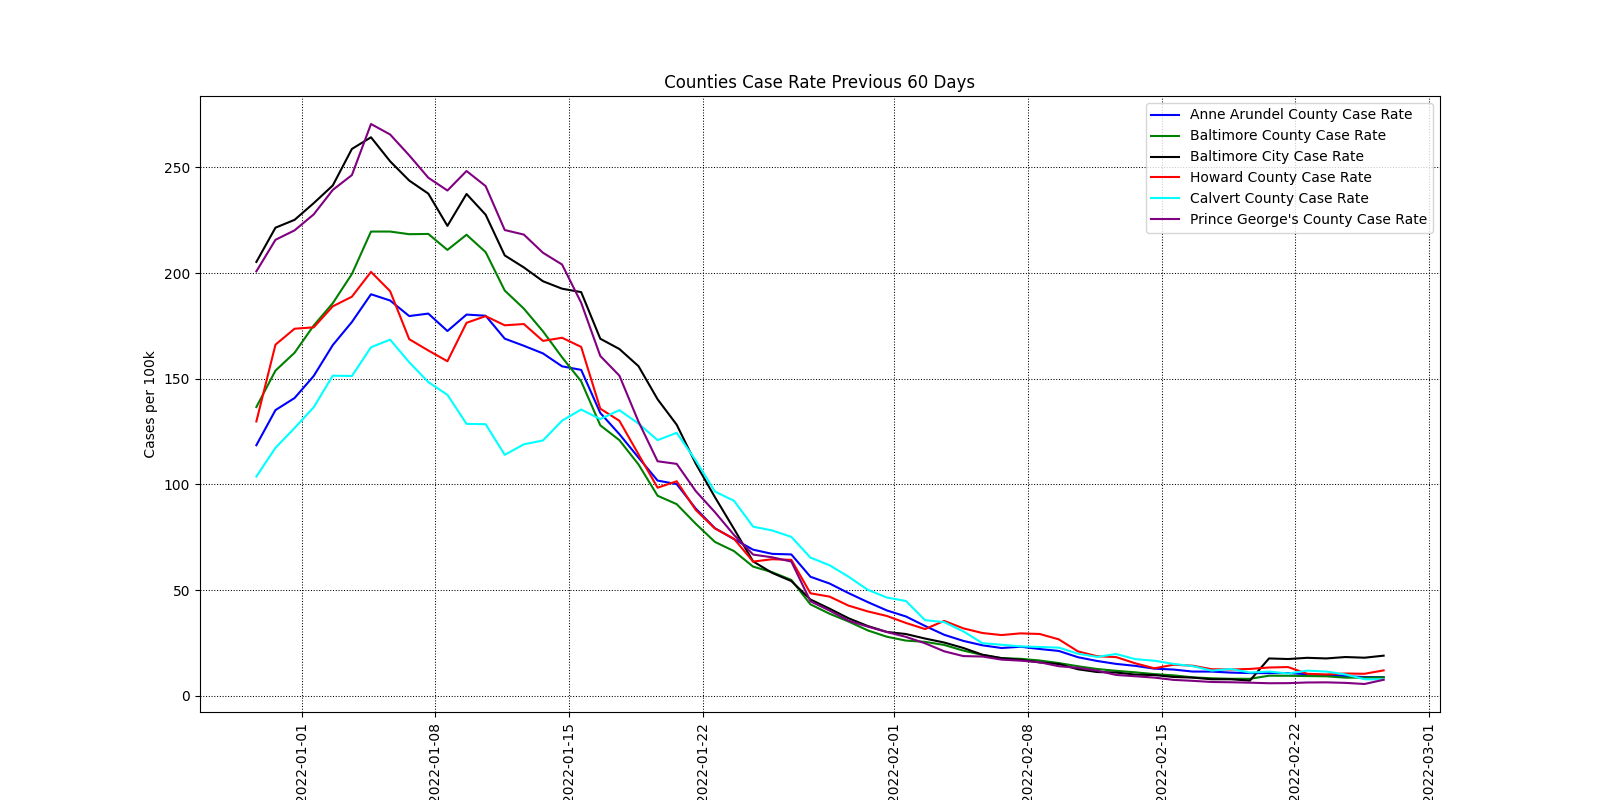 Counties Case Rate Previous 60 Days
Anne Arundel County Case Rate
Baltimore County Case Rate
Baltimore City Case Rate
Howard County Case Rate
Calvert County Case Rate
Prince George's County Case Rate
Cases per 100k
250
200
150
100
50
0
2022-01-01
2022-01-08
2022-01-15
2022-01-22
2022-02-01
2022-02-08
2022-02-15
2022-02-22
2022-03-01